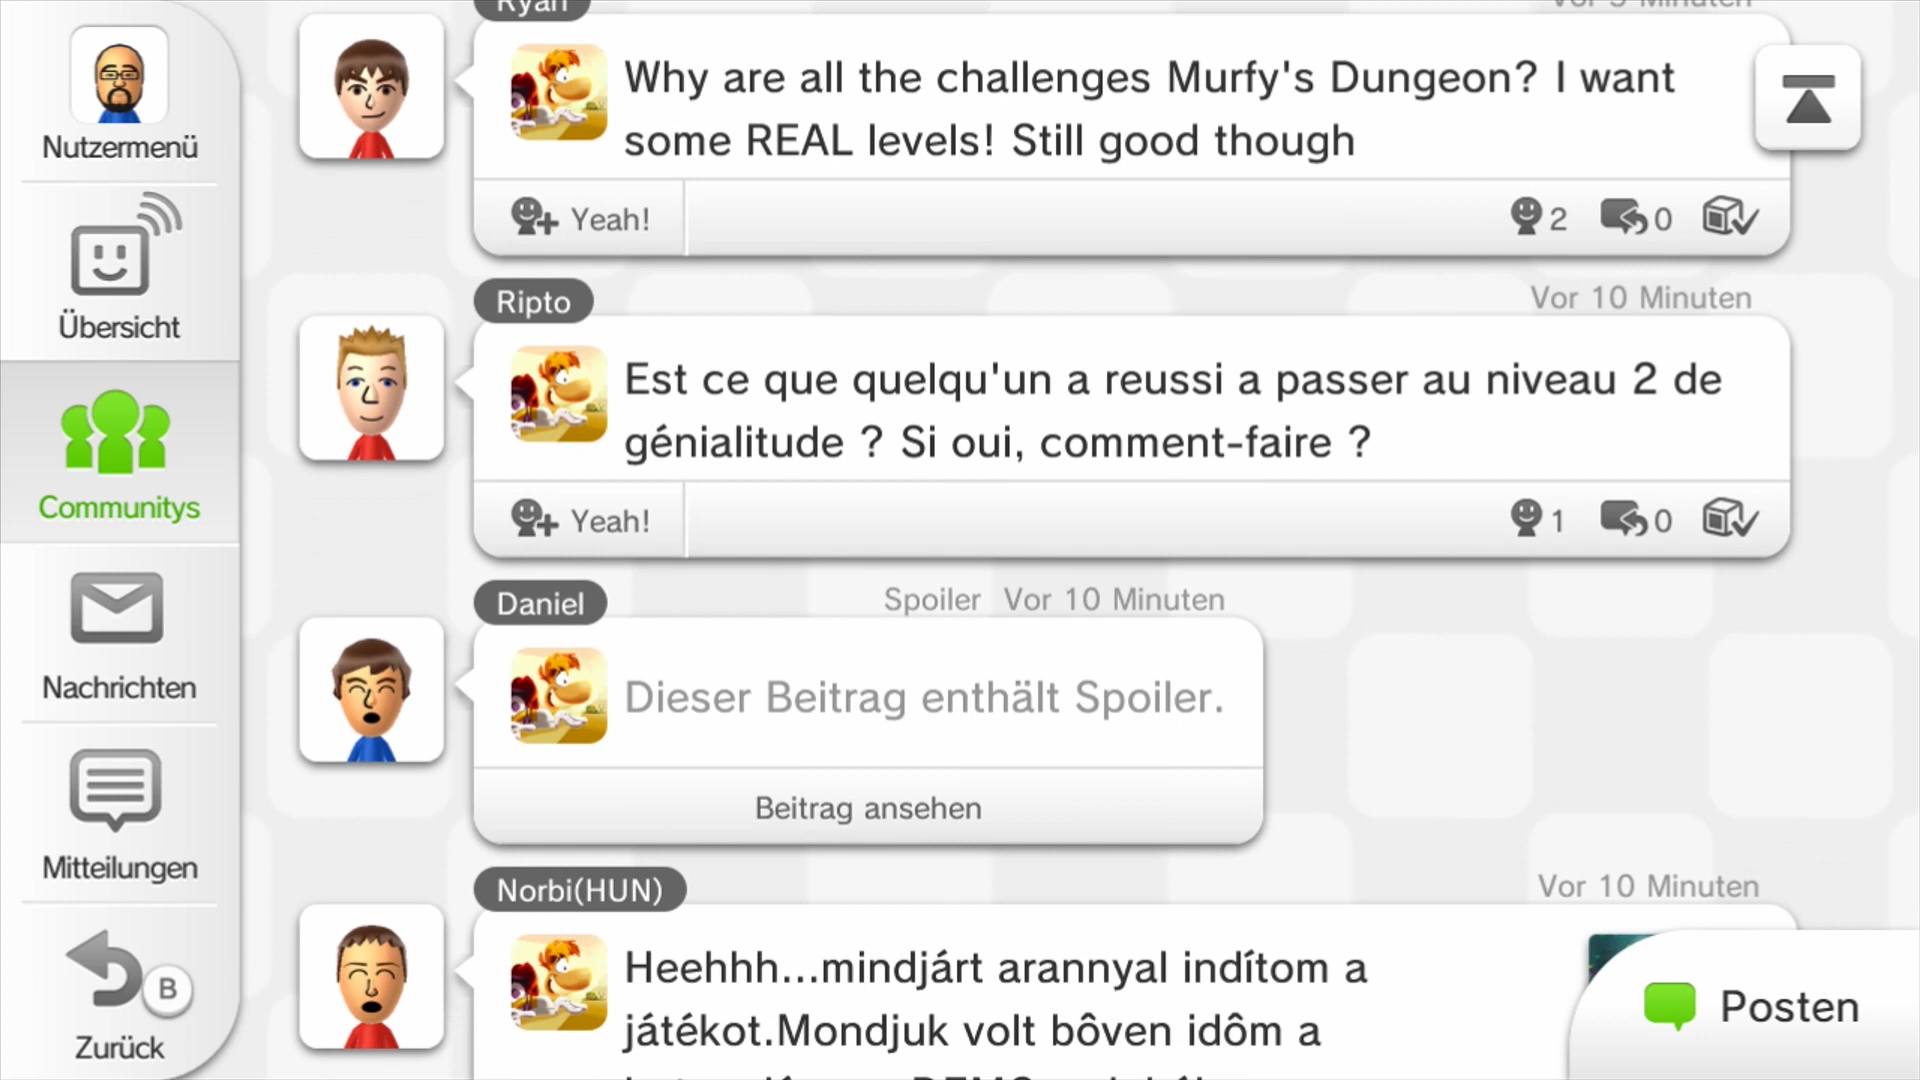 Nutzermenü
Übersicht
Communitys
Nachrichten
Mitteilungen
B
Zurück
Ryan
Vor 5 Minuten
Why are all the challenges Murfy's Dungeon? I want
some REAL levels! Still good though
Yeah!
2
0
Ripto
Vor 10 Minuten
Est ce que quelqu'un a reussi a passer au niveau 2 de
génialitude ? Si oui, comment-faire ?
Yeah!
1
0
Daniel
Spoiler Vor 10 Minuten
Dieser Beitrag enthält Spoiler.
Beitrag ansehen
Norbi(HUN)
Vor 10 Minuten
Heehhh...mindjárt arannyal indítom a
játékot.Mondjuk volt bôven idôm a
Posten